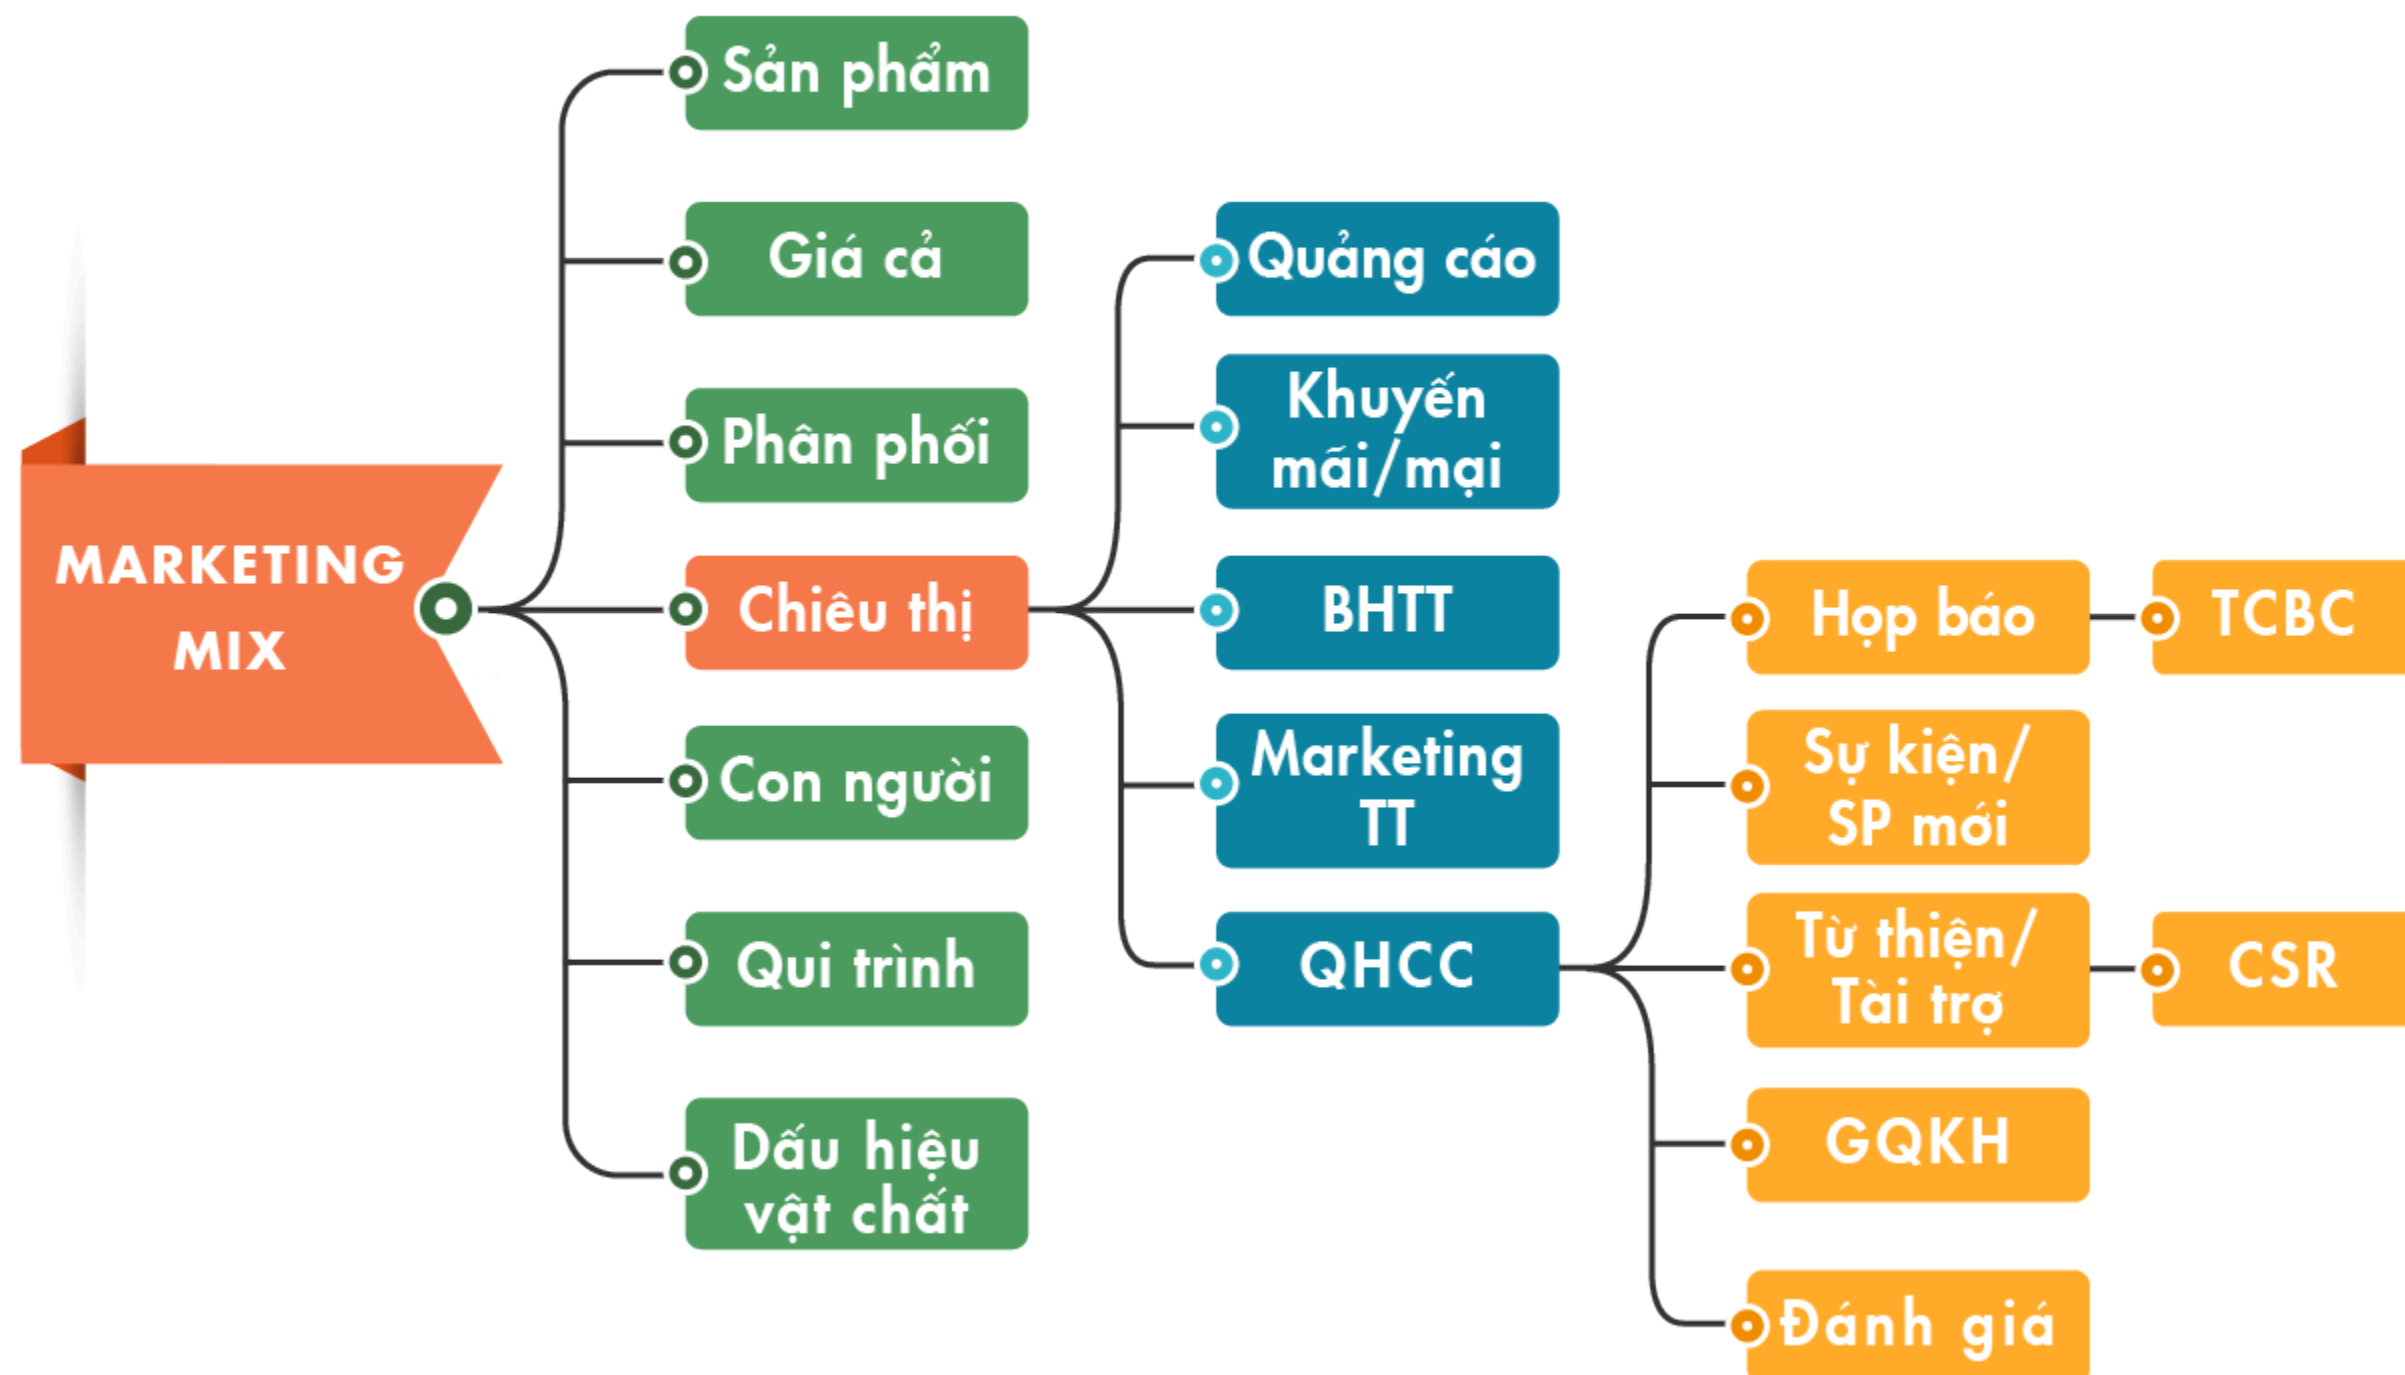 MARKETING
MIX
Sản phẩm
Giá cả
Phân phối
Chiêu thị
Con người
Qui trình
Dấu hiệu
vật chất
Quảng cáo
Khuyến
mãi/mại
BHTT
Marketing
TT
QHCC
Họp báo
Sự kiện/
SP mới
Từ thiện/
Tài trợ
GQKH
Đánh giá
TCBC
CSR